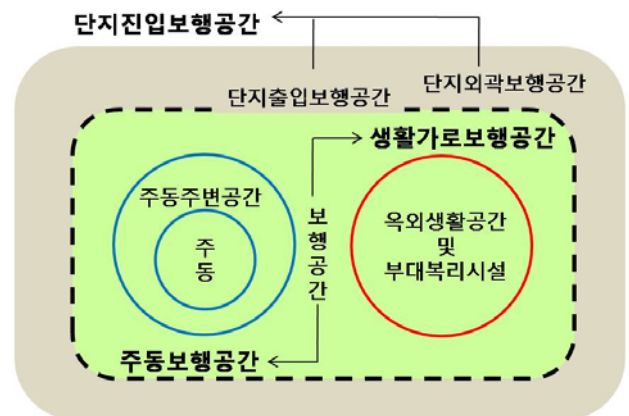 단지진입보행공간
단지외곽보행공간
단지출입보행공간
생활가로보행공간
주동주변공간
주
동
보
행
공
간
옥외생활공간
및
부대복리시설
주동보행공간